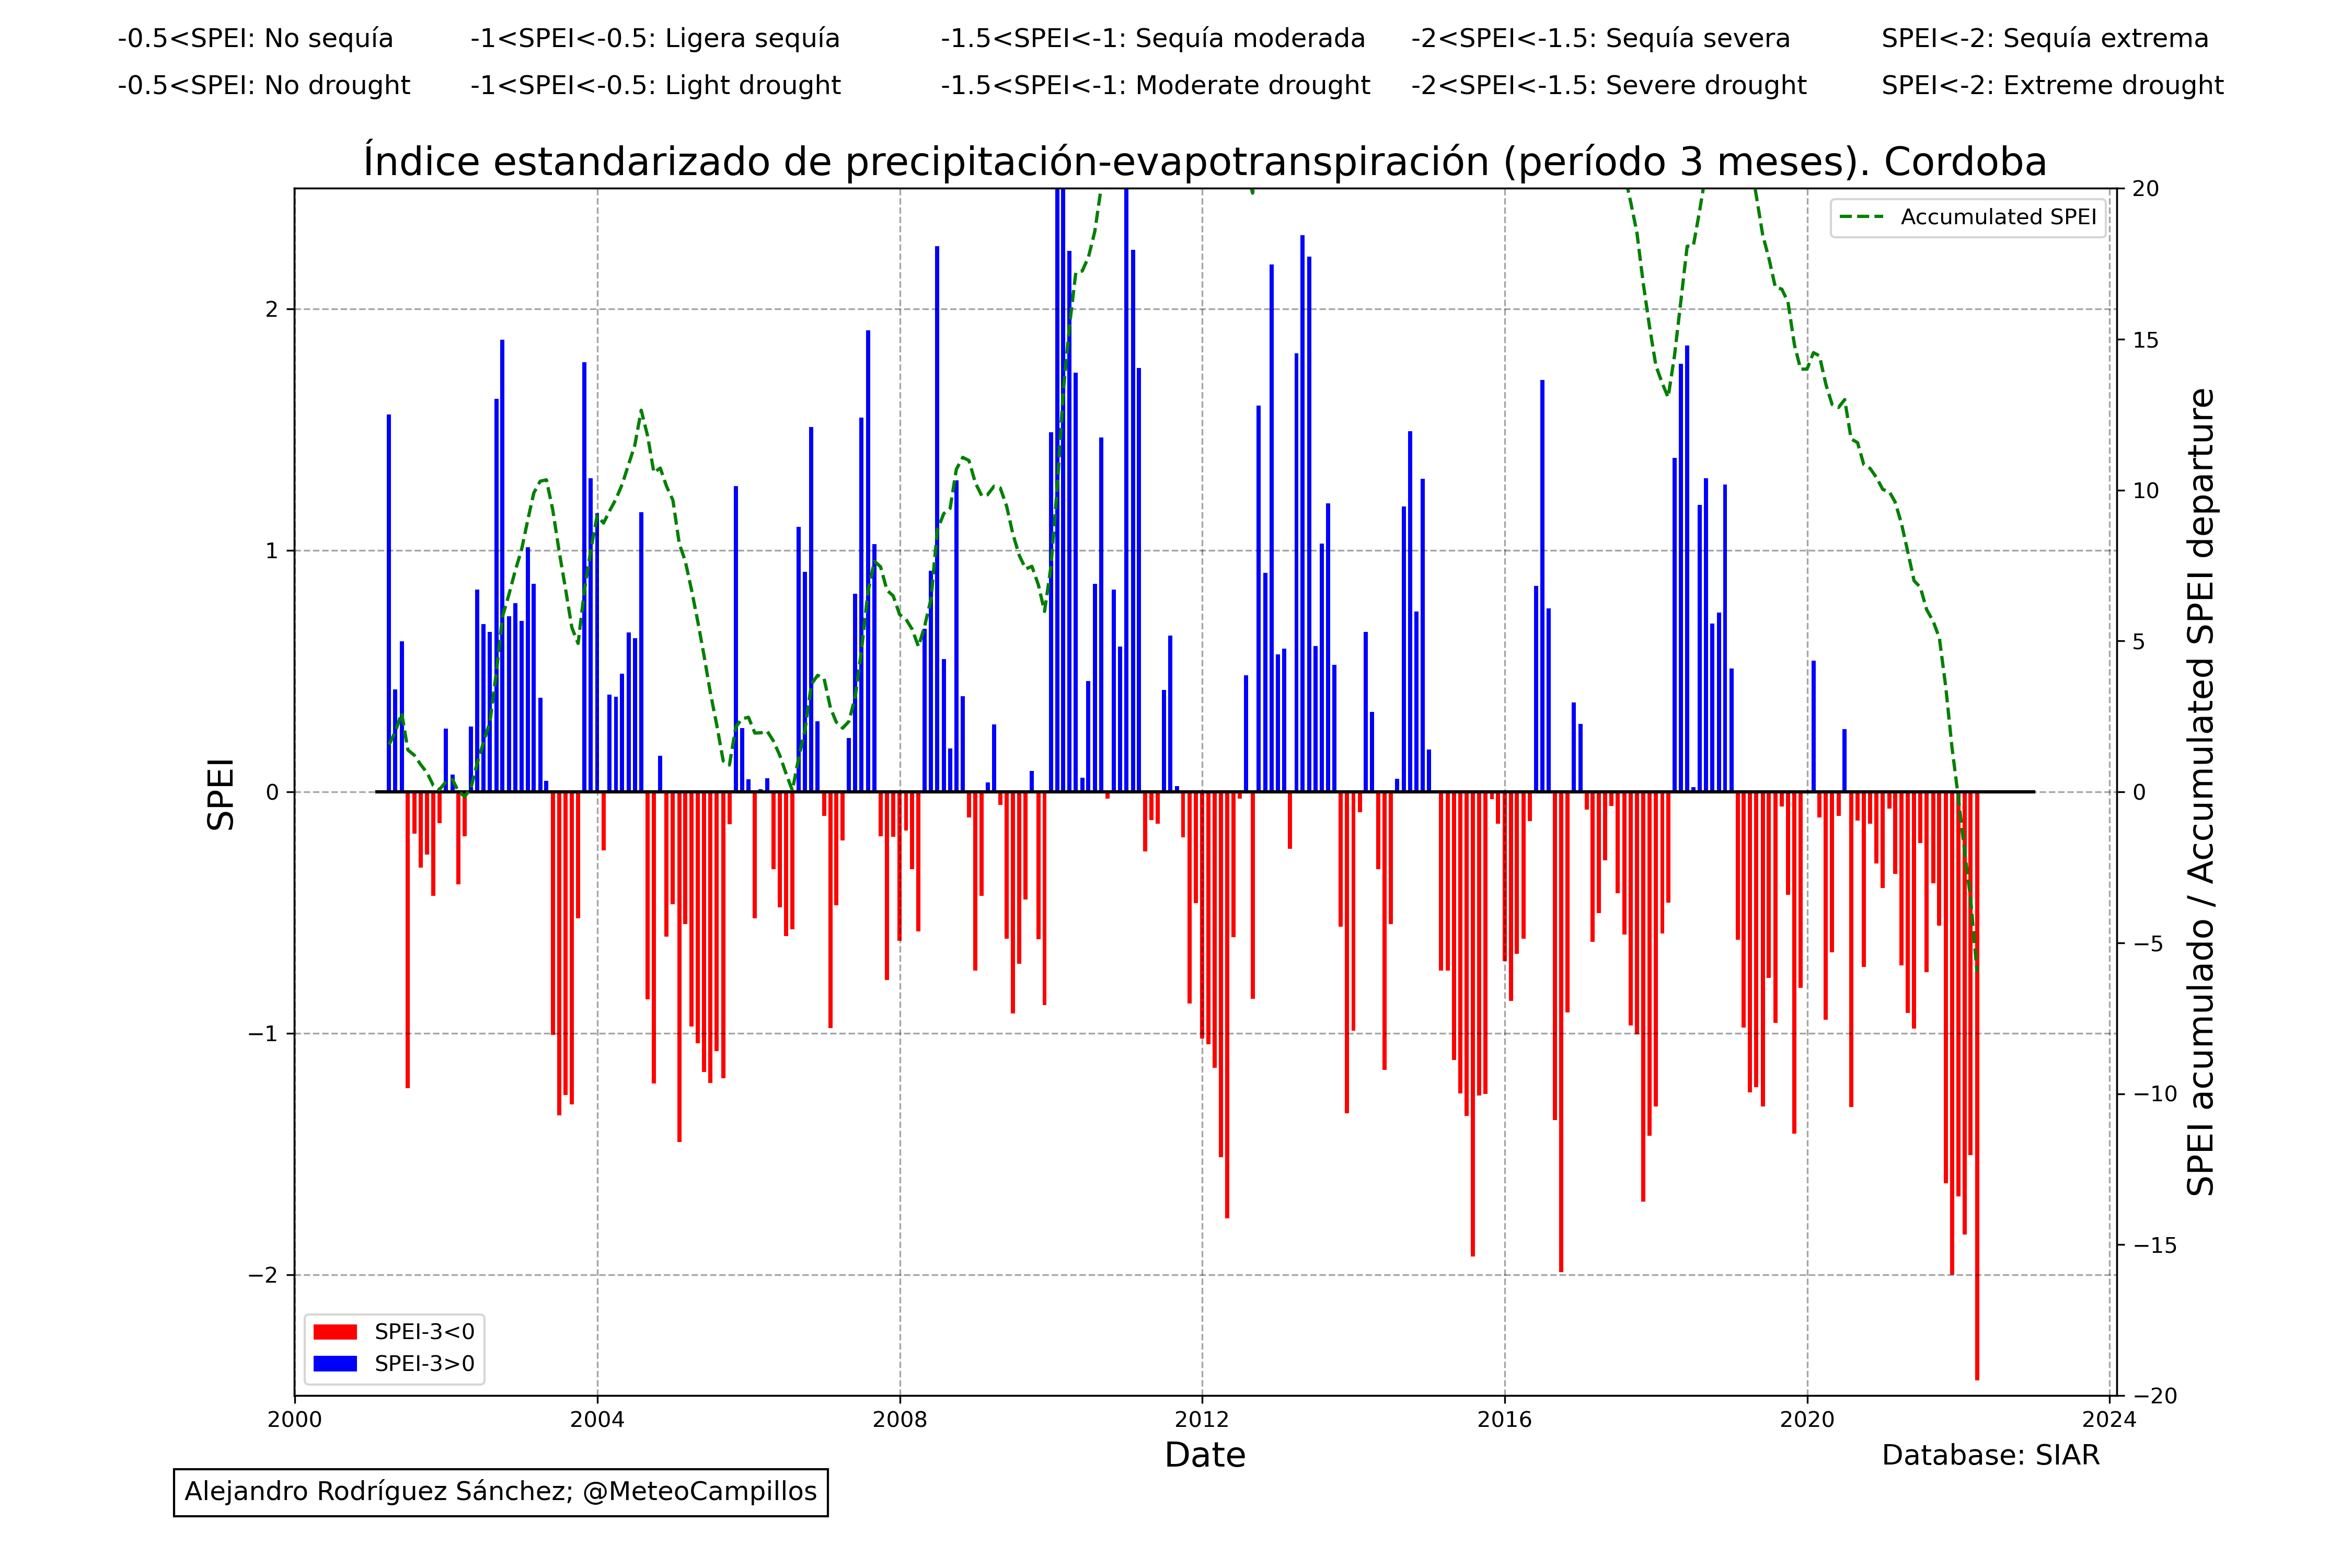 -0.5<SPEI: No sequía
-1<SPEI<-0.5: Ligera sequía
-1.5<SPEI<-1: Sequía moderada
-2<SPEI<-1.5: Sequía severa
SPEI<-2: Sequía extrema
-0.5<SPEI: No drought
-1<SPEI<-0.5: Light drought
-1.5<SPEI<-1: Moderate drought
-2<SPEI<-1.5: Severe drought
SPEI<-2: Extreme drought
Índice estandarizado de precipitación-evapotranspiración (período 3 meses). Cordoba
Accumulated SPEI
SPEI
2
1
0
−1
−2
20
15
10
5
0
−5
−10
−15
−20
SPEI acumulado / Accumulated SPEI departure
SPEI-3<0
SPEI-3>0
2000
2004
2008
2012
2016
2020
2024
Date
Database: SIAR
Alejandro Rodríguez Sánchez; @MeteoCampillos